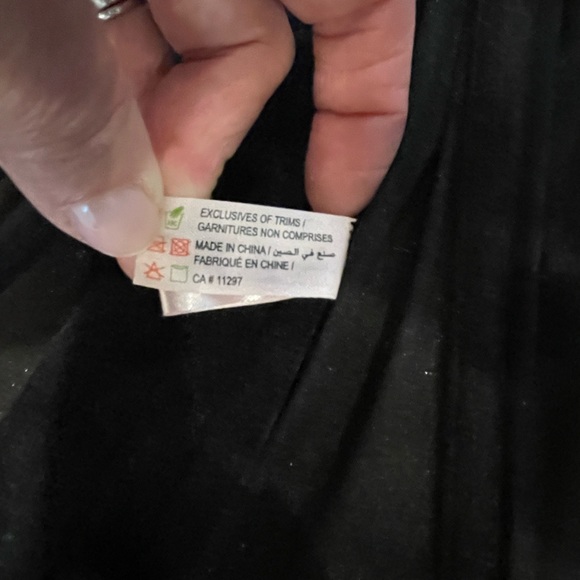 EXCLUSIVES OF TRIMS /
GARNITURES NON COMPRISES
MADE IN CHINA / صنع في الصين
FABRIQUÉ EN CHINE /
CA # 11297